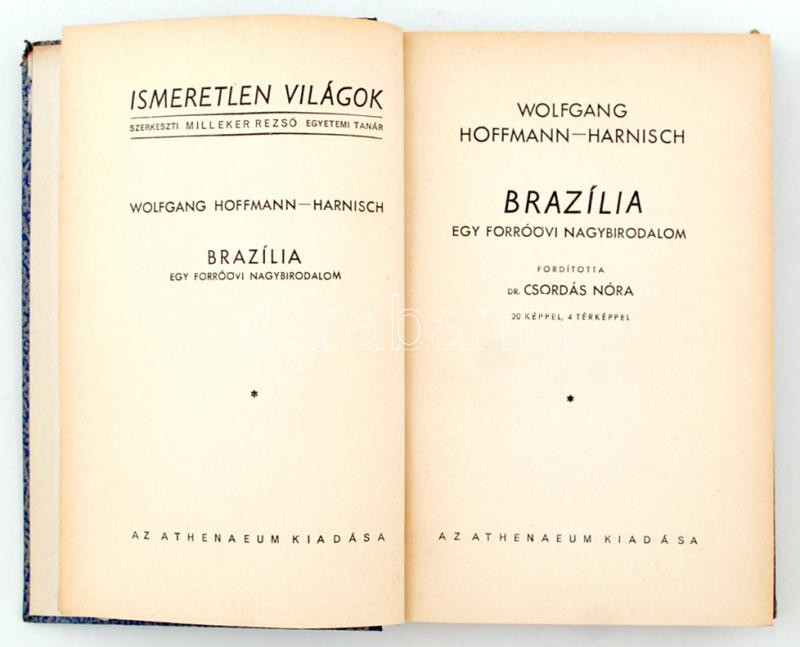 ISMERETLEN VILÁGOK
SZERKESZTI MILLEKER REZSŐ EGYETEMI TANÁR
WOLFGANG HOFFMANN—HARNISCH
BRAZÍLIA
EGY FORRÓÖVI NAGYBIRODALOM
*
AZ ATHENAEUM KIADÁSA
WOLFGANG
HOFFMANN—HARNISCH
BRAZÍLIA
EGY FORRÓÖVI NAGYBIRODALOM
FORDÍTOTTA
DR. CSORDÁS NÓRA
20 KÉPPEL, 4 TÉRKÉPPEL
*
AZ ATHENAEUM KIADÁSA